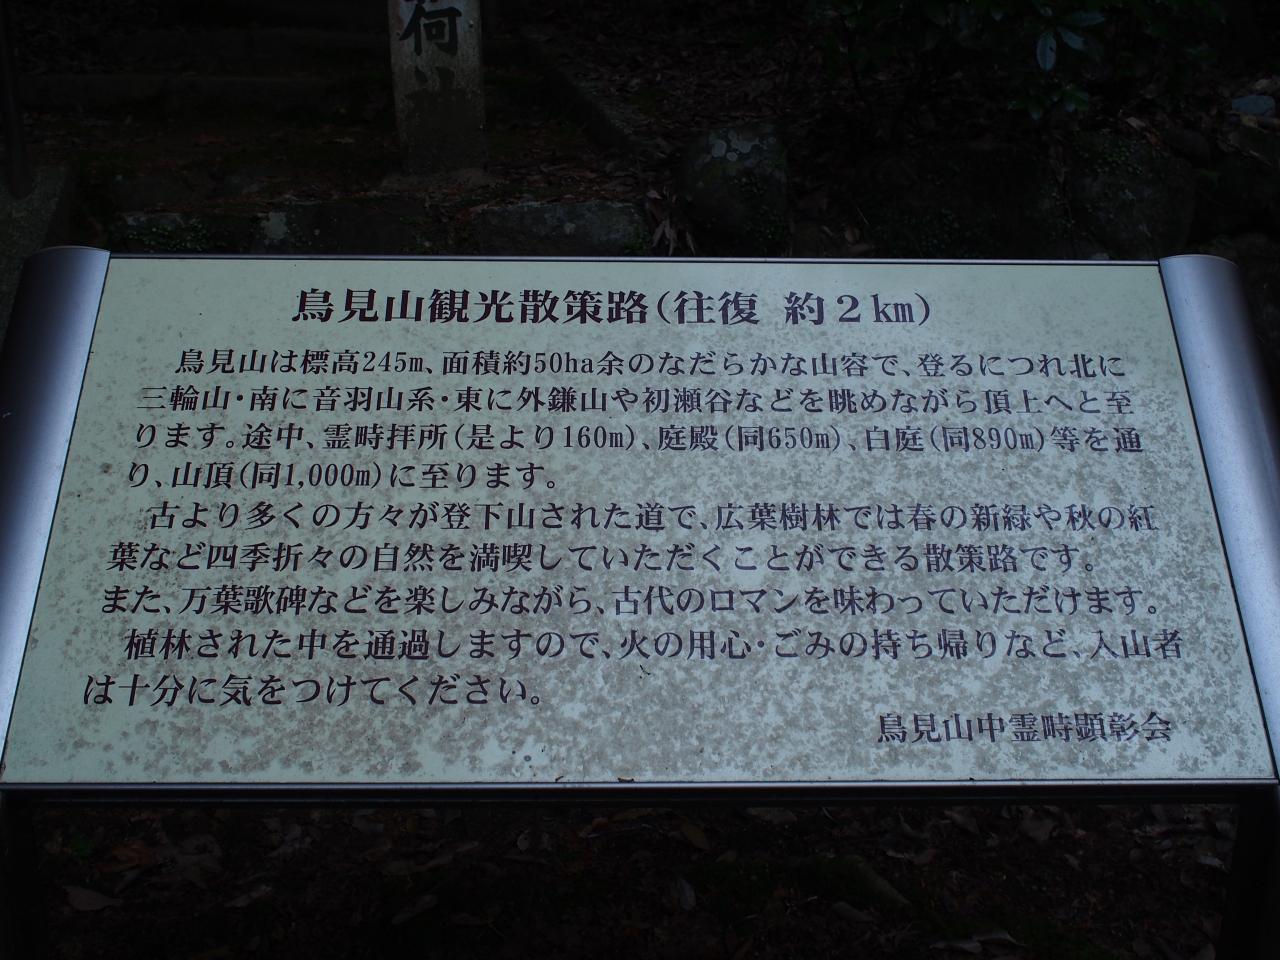 荷
鳥見山観光散策路(往復 約2km)
鳥見山は標高245m、面積約50ha余のなだらかな山容で、登るにつれ北に
三輪山・南に音羽山系・東に外鎌山や初瀬谷などを眺めながら頂上へと至
ります。途中、霊畤拝所(是より160m)、庭殿(同650m)、白庭(同890m)等を通
り、山頂(同1,000m)に至ります。
古より多くの方々が登下山された道で、広葉樹林では春の新緑や秋の紅
葉など四季折々の自然を満喫していただくことができる散策路です。
また、万葉歌碑などを楽しみながら、古代のロマンを味わっていただけます。
植林された中を通過しますので、火の用心・ごみの持ち帰りなど、入山者
は十分に気をつけてください。
鳥見山中霊畤顕彰会